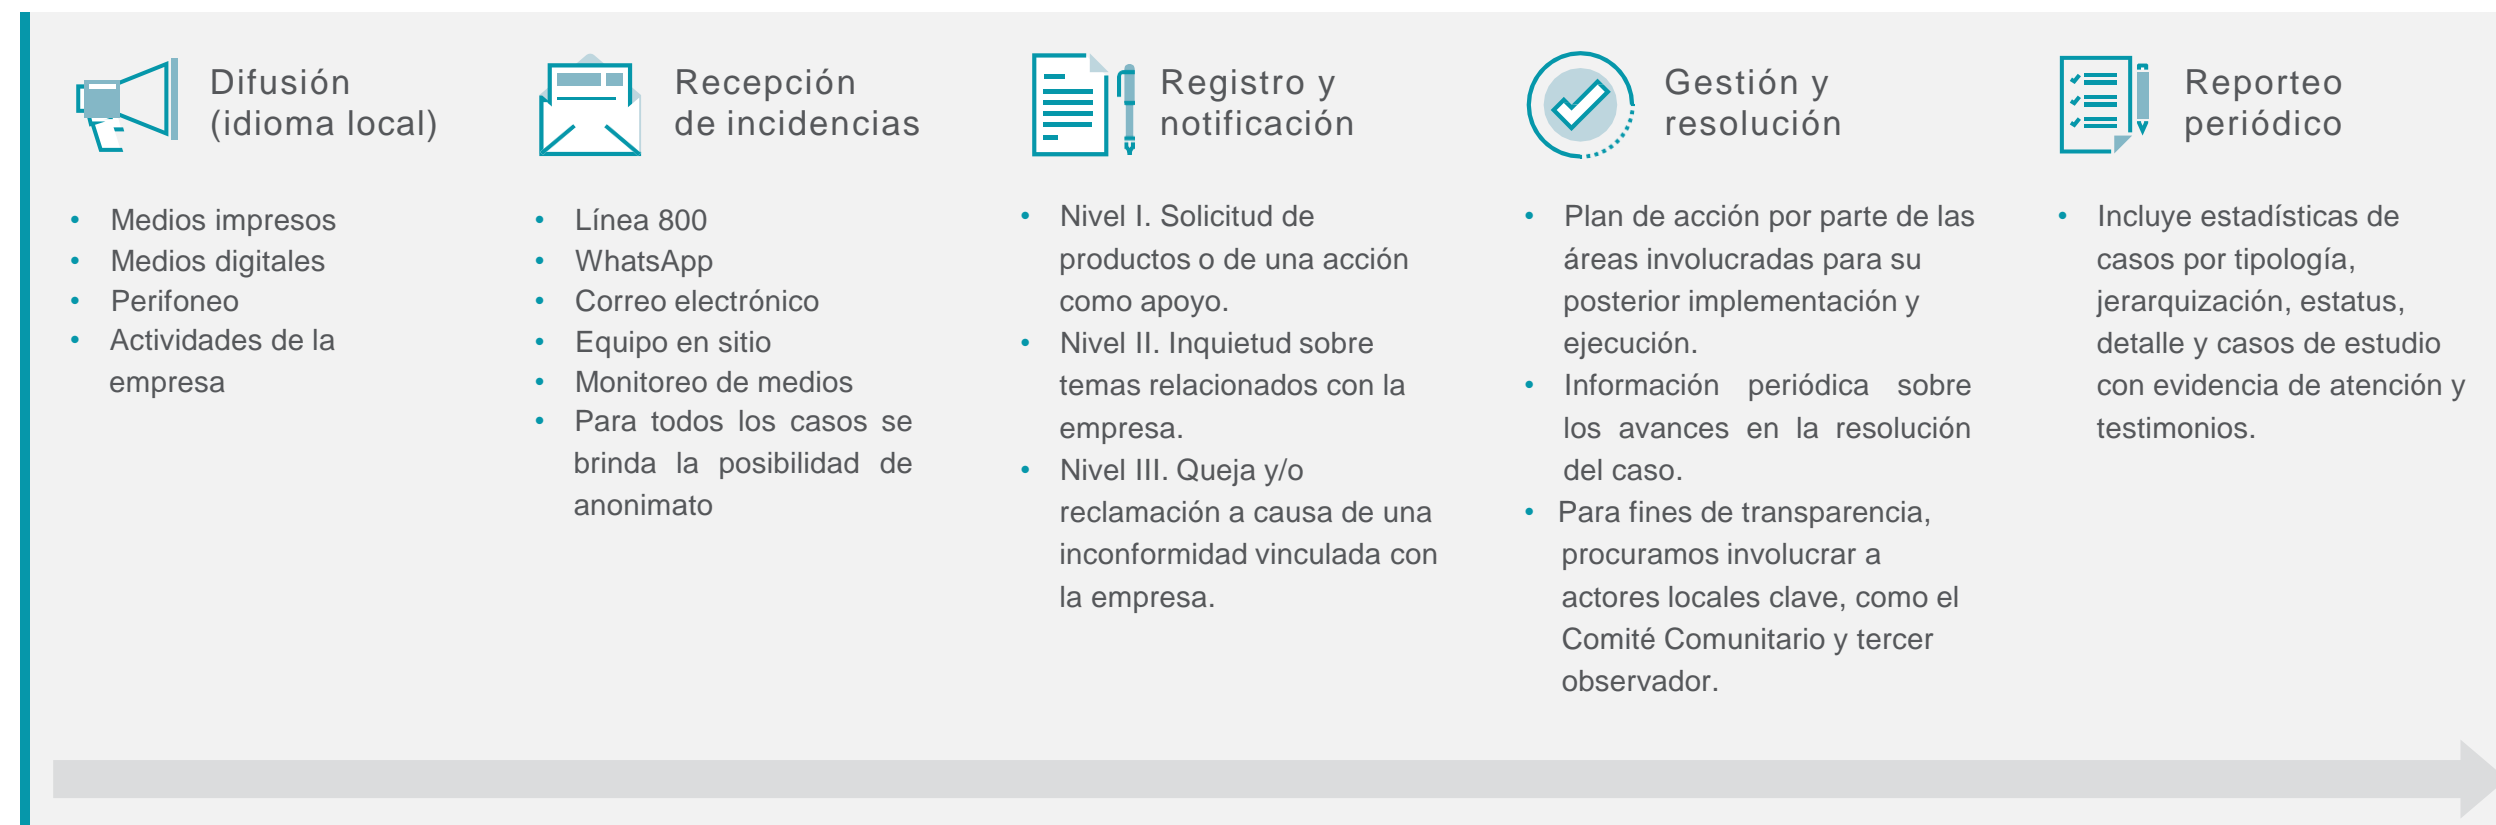 Difusión
(idioma local)
• Medios impresos
• Medios digitales
• Perifoneo
• Actividades de la
empresa
Recepción
de incidencias
• Línea 800
• WhatsApp
• Correo electrónico
• Equipo en sitio
• Monitoreo de medios
• Para todos los casos se
brinda la posibilidad de
anonimato
Registro y
notificación
• Nivel I. Solicitud de
productos o de una acción
como apoyo.
• Nivel II. Inquietud sobre
temas relacionados con la
empresa.
• Nivel III. Queja y/o
reclamación a causa de una
inconformidad vinculada con
la empresa.
Gestión y
resolución
• Plan de acción por parte de las
áreas involucradas para su
posterior implementación y
ejecución.
• Información periódica sobre
los avances en la resolución
del caso.
• Para fines de transparencia,
procuramos involucrar a
actores locales clave, como el
Comité Comunitario y tercer
observador.
Reporteo
periódico
• Incluye estadísticas de
casos por tipología,
jerarquización, estatus,
detalle y casos de estudio
con evidencia de atención y
testimonios.